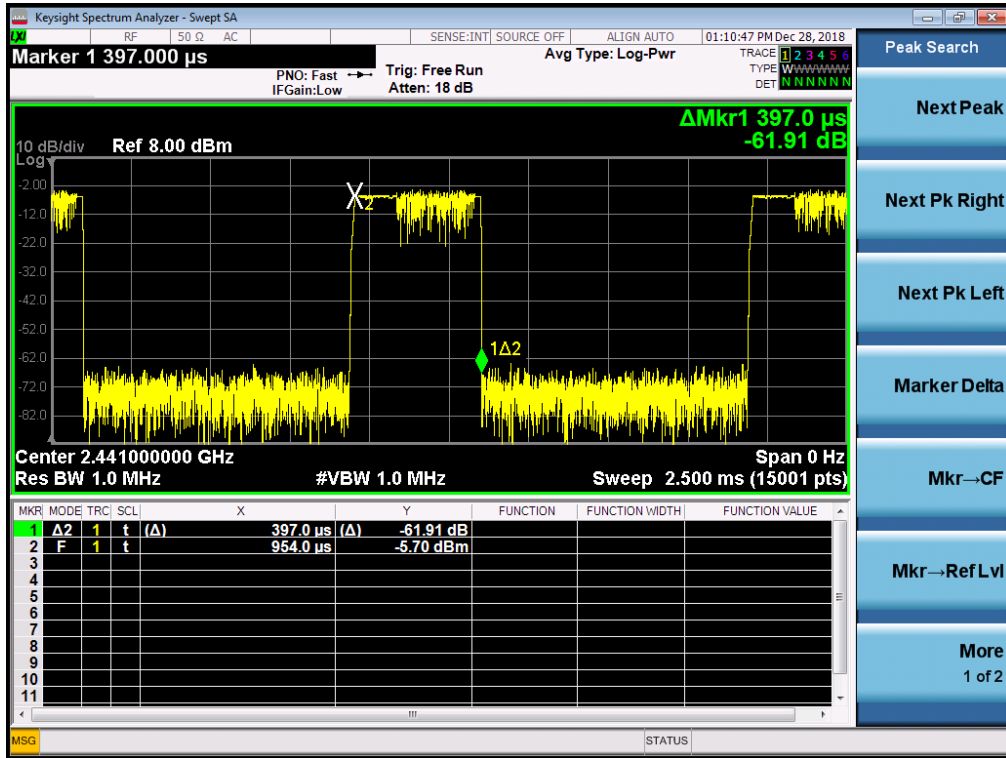 Keysight Spectrum Analyzer - Swept SA
LXI RF 50 Ω AC SENSE:INT SOURCE OFF ALIGN AUTO 01:10:47 PM Dec 28, 2018
Marker 1 397.000 µs
PNO: Fast
IFGain:Low
Trig: Free Run
Atten: 18 dB
Avg Type: Log-Pwr
TRACE 1 2 3 4 5 6
TYPE WWWWWW
DET N N N N N N
ΔMkr1 397.0 µs
-61.91 dB
10 dB/div Ref 8.00 dBm
Log
-2.00
-12.0
-22.0
-32.0
-42.0
-52.0
-62.0
-72.0
-82.0
2
1Δ2
Center 2.441000000 GHz Span 0 Hz
Res BW 1.0 MHz #VBW 1.0 MHz Sweep 2.500 ms (15001 pts)
MKR MODE TRC SCL X Y FUNCTION FUNCTION WIDTH FUNCTION VALUE
1 Δ2 1 t (Δ) 397.0 µs (Δ) -61.91 dB
2 F 1 t 954.0 µs -5.70 dBm
3
4
5
6
7
8
9
10
11
MSG STATUS
Peak Search
Next Peak
Next Pk Right
Next Pk Left
Marker Delta
Mkr→CF
Mkr→Ref Lvl
More
1 of 2